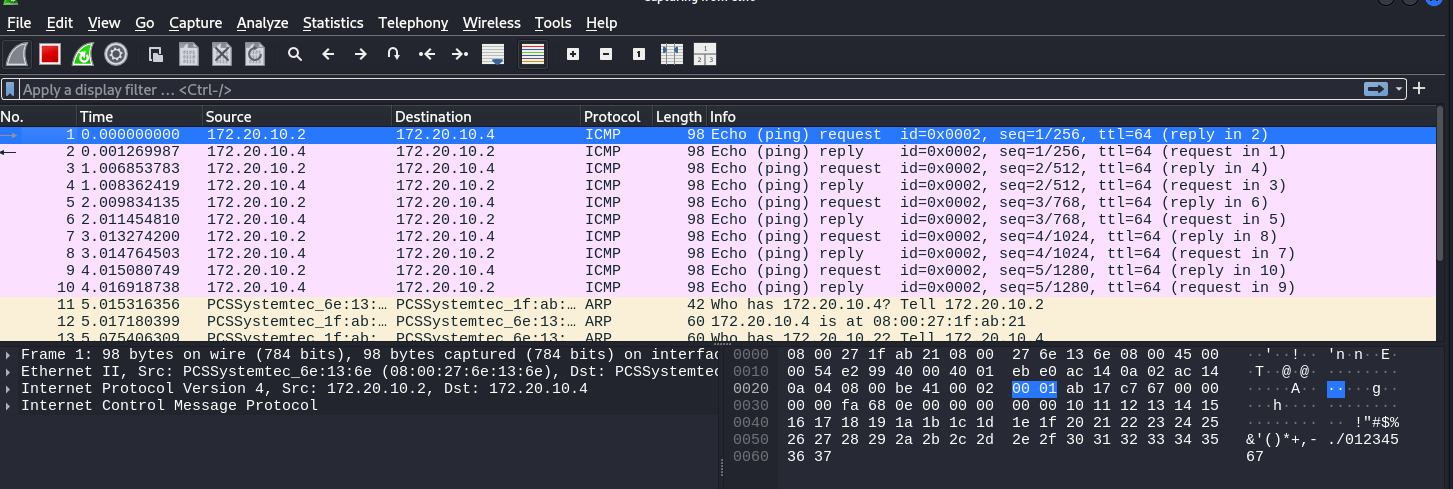 File Edit View Go Capture Analyze Statistics Telephony Wireless Tools Help
Apply a display filter … <Ctrl-/>
No. Time Source Destination Protocol Length Info
1 0.000000000 172.20.10.2 172.20.10.4 ICMP 98 Echo (ping) request id=0x0002, seq=1/256, ttl=64 (reply in 2)
2 0.001269987 172.20.10.4 172.20.10.2 ICMP 98 Echo (ping) reply id=0x0002, seq=1/256, ttl=64 (request in 1)
3 1.006853783 172.20.10.2 172.20.10.4 ICMP 98 Echo (ping) request id=0x0002, seq=2/512, ttl=64 (reply in 4)
4 1.008362419 172.20.10.4 172.20.10.2 ICMP 98 Echo (ping) reply id=0x0002, seq=2/512, ttl=64 (request in 3)
5 2.009834135 172.20.10.2 172.20.10.4 ICMP 98 Echo (ping) request id=0x0002, seq=3/768, ttl=64 (reply in 6)
6 2.011454810 172.20.10.4 172.20.10.2 ICMP 98 Echo (ping) reply id=0x0002, seq=3/768, ttl=64 (request in 5)
7 3.013274200 172.20.10.2 172.20.10.4 ICMP 98 Echo (ping) request id=0x0002, seq=4/1024, ttl=64 (reply in 8)
8 3.014764503 172.20.10.4 172.20.10.2 ICMP 98 Echo (ping) reply id=0x0002, seq=4/1024, ttl=64 (request in 7)
9 4.015080749 172.20.10.2 172.20.10.4 ICMP 98 Echo (ping) request id=0x0002, seq=5/1280, ttl=64 (reply in 10)
10 4.016918738 172.20.10.4 172.20.10.2 ICMP 98 Echo (ping) reply id=0x0002, seq=5/1280, ttl=64 (request in 9)
11 5.015316356 PCSSystemtec_6e:13:… PCSSystemtec_1f:ab:… ARP 42 Who has 172.20.10.4? Tell 172.20.10.2
12 5.017180399 PCSSystemtec_1f:ab:… PCSSystemtec_6e:13:… ARP 60 172.20.10.4 is at 08:00:27:1f:ab:21
13 5.075406309 PCSSystemtec_1f:ab:… PCSSystemtec_6e:13:… ARP 60 Who has 172.20.10.2? Tell 172.20.10.4
Frame 1: 98 bytes on wire (784 bits), 98 bytes captured (784 bits) on interfac
Ethernet II, Src: PCSSystemtec_6e:13:6e (08:00:27:6e:13:6e), Dst: PCSSystemtec
Internet Protocol Version 4, Src: 172.20.10.2, Dst: 172.20.10.4
Internet Control Message Protocol
0000 08 00 27 1f ab 21 08 00 27 6e 13 6e 08 00 45 00 ··'··!·· 'n·n··E·
0010 00 54 e2 99 40 00 40 01 eb e0 ac 14 0a 02 ac 14 ·T··@·@· ········
0020 0a 04 08 00 be 41 00 02 00 01 ab 17 c7 67 00 00 ·····A·· ·····g··
0030 00 00 fa 68 0e 00 00 00 00 00 10 11 12 13 14 15 ···h···· ········
0040 16 17 18 19 1a 1b 1c 1d 1e 1f 20 21 22 23 24 25 ········ ·· !"#$%
0050 26 27 28 29 2a 2b 2c 2d 2e 2f 30 31 32 33 34 35 &'()*+,- ./012345
0060 36 37 67